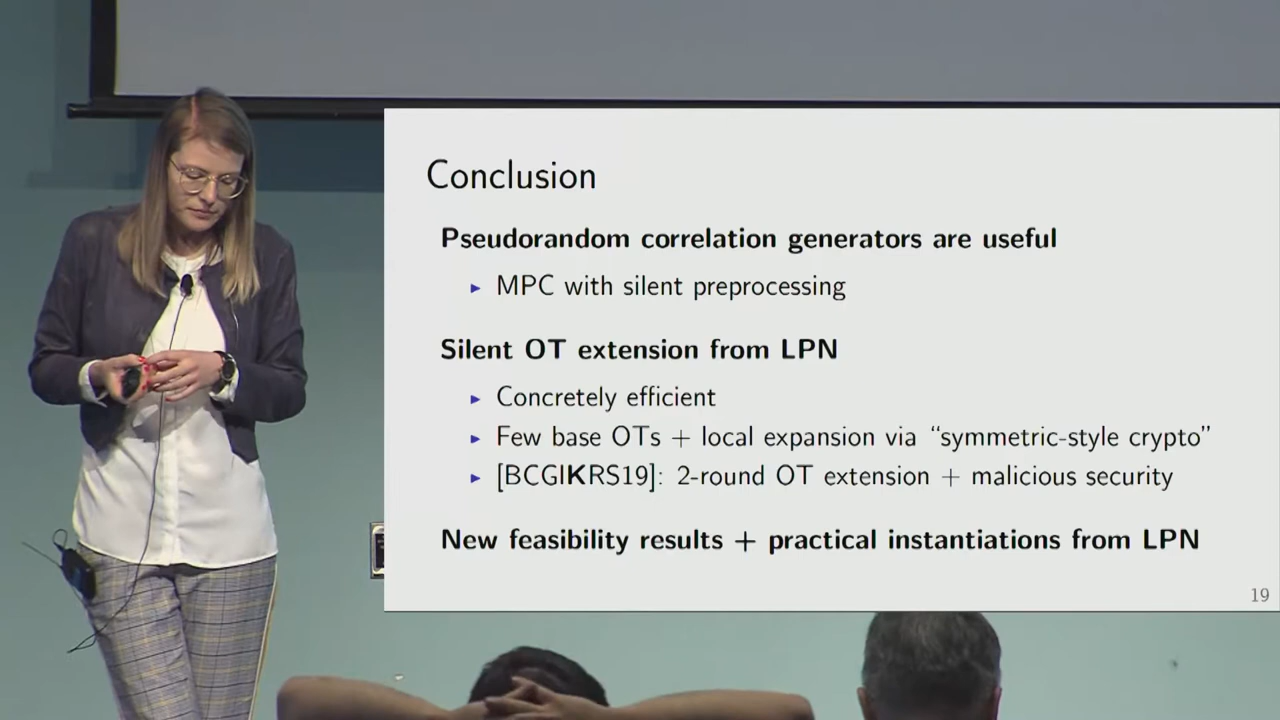 Conclusion
Pseudorandom correlation generators are useful
▸ MPC with silent preprocessing
Silent OT extension from LPN
▸ Concretely efficient
▸ Few base OTs + local expansion via “symmetric-style crypto”
▸ [BCGIKRS19]: 2-round OT extension + malicious security
New feasibility results + practical instantiations from LPN
19